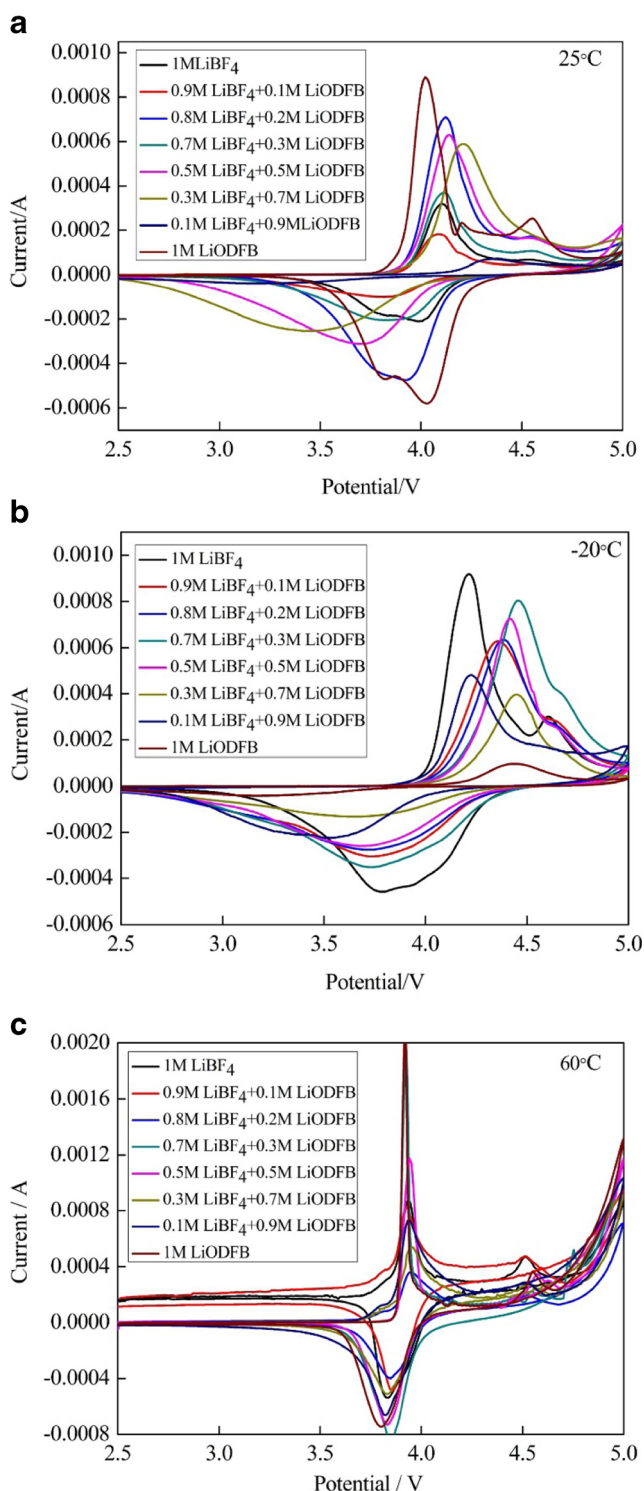 a
25°C
1MLiBF4
0.9M LiBF4+0.1M LiODFB
0.8M LiBF4+0.2M LiODFB
0.7M LiBF4+0.3M LiODFB
0.5M LiBF4+0.5M LiODFB
0.3M LiBF4+0.7M LiODFB
0.1M LiBF4+0.9MLiODFB
1M LiODFB
Current/A
0.0010
0.0008
0.0006
0.0004
0.0002
0.0000
-0.0002
-0.0004
-0.0006
2.5 3.0 3.5 4.0 4.5 5.0
Potential/V
b
-20°C
1M LiBF4
0.9M LiBF4+0.1M LiODFB
0.8M LiBF4+0.2M LiODFB
0.7M LiBF4+0.3M LiODFB
0.5M LiBF4+0.5M LiODFB
0.3M LiBF4+0.7M LiODFB
0.1M LiBF4+0.9M LiODFB
1M LiODFB
Current/A
0.0010
0.0008
0.0006
0.0004
0.0002
0.0000
-0.0002
-0.0004
-0.0006
2.5 3.0 3.5 4.0 4.5 5.0
Potential/V
c
60°C
1M LiBF4
0.9M LiBF4+0.1M LiODFB
0.8M LiBF4+0.2M LiODFB
0.7M LiBF4+0.3M LiODFB
0.5M LiBF4+0.5M LiODFB
0.3M LiBF4+0.7M LiODFB
0.1M LiBF4+0.9M LiODFB
1M LiODFB
Current / A
0.0020
0.0016
0.0012
0.0008
0.0004
0.0000
-0.0004
-0.0008
2.5 3.0 3.5 4.0 4.5 5.0
Potential / V